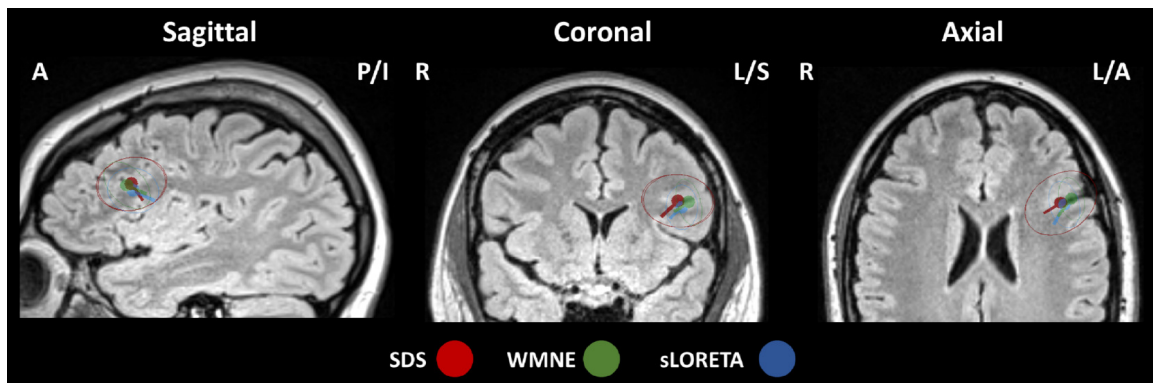 Sagittal Coronal Axial
A P/I R L/S R L/A
SDS WMNE sLORETA